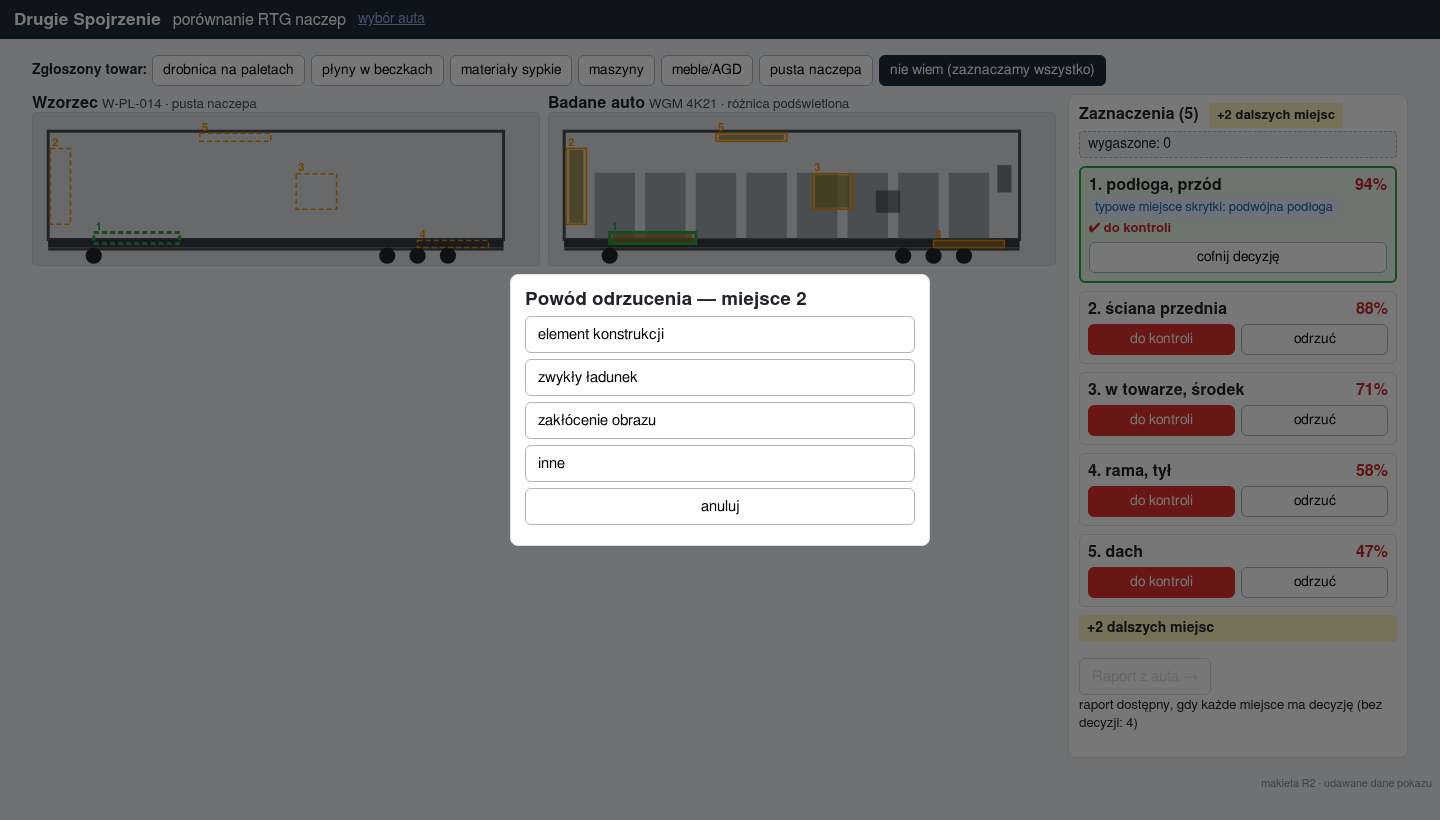 Drugie Spojrzenie porównanie RTG naczep wybór auta
Zgłoszony towar: drobnica na paletach płyny w beczkach materiały sypkie maszyny meble/AGD pusta naczepa nie wiem (zaznaczamy wszystko)
Wzorzec W-PL-014 · pusta naczepa
5
2
3
1
4
Badane auto WGM 4K21 · różnica podświetlona
5
2
3
1
4
Zaznaczenia (5) +2 dalszych miejsc
wygaszone: 0
1. podłoga, przód 94%
typowe miejsce skrytki: podwójna podłoga
✔ do kontroli
cofnij decyzję
2. ściana przednia 88%
do kontroli odrzuć
3. w towarze, środek 71%
do kontroli odrzuć
4. rama, tył 58%
do kontroli odrzuć
5. dach 47%
do kontroli odrzuć
+2 dalszych miejsc
Raport z auta →
raport dostępny, gdy każde miejsce ma decyzję (bez
decyzji: 4)
Powód odrzucenia — miejsce 2
element konstrukcji
zwykły ładunek
zakłócenie obrazu
inne
anuluj
makieta R2 · udawane dane pokazu